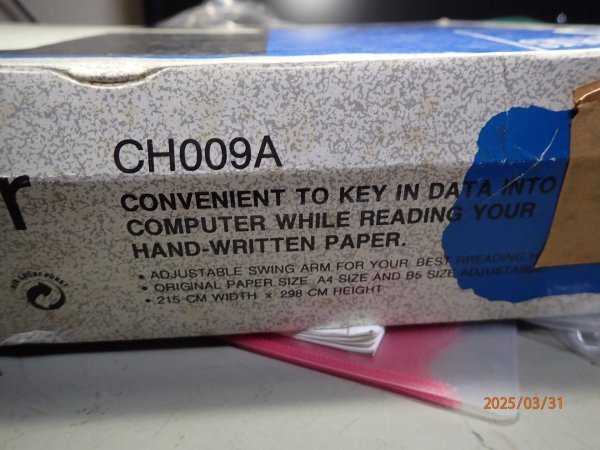 CH009A
r
CONVENIENT TO KEY IN DATA INTO
COMPUTER WHILE READING YOUR
HAND-WRITTEN PAPER.
• ADJUSTABLE SWING ARM FOR YOUR BEST RREADING H
• ORIGINAL PAPER SIZE, A4 SIZE AND B5 SIZE ADJUSTABLE
• 215 CM WIDTH × 298 CM HEIGHT
2025/03/31